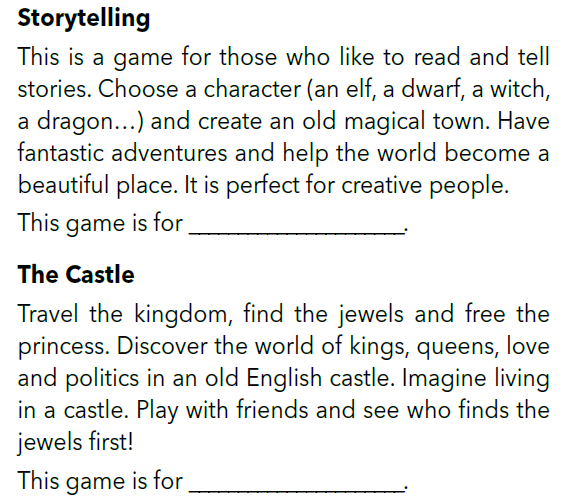 Storytelling
This is a game for those who like to read and tell
stories. Choose a character (an elf, a dwarf, a witch,
a dragon...) and create an old magical town. Have
fantastic adventures and help the world become a
beautiful place. It is perfect for creative people.
This game is for ____________________.
The Castle
Travel the kingdom, find the jewels and free the
princess. Discover the world of kings, queens, love
and politics in an old English castle. Imagine living
in a castle. Play with friends and see who finds the
jewels first!
This game is for ____________________.